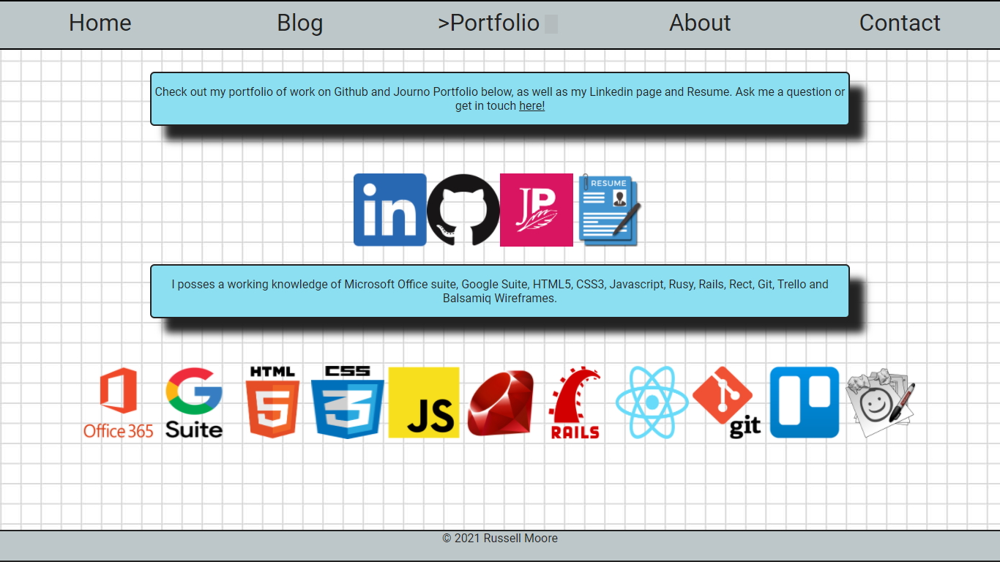 Home Blog >Portfolio About Contact
Check out my portfolio of work on Github and Journo Portfolio below, as well as my Linkedin page and Resume. Ask me a question or
get in touch here!
in JP RESUME
I posses a working knowledge of Microsoft Office suite, Google Suite, HTML5, CSS3, Javascript, Rusy, Rails, Rect, Git, Trello and
Balsamiq Wireframes.
HTML CSS
5 3 JS
Office 365 G Suite RAILS git
© 2021 Russell Moore